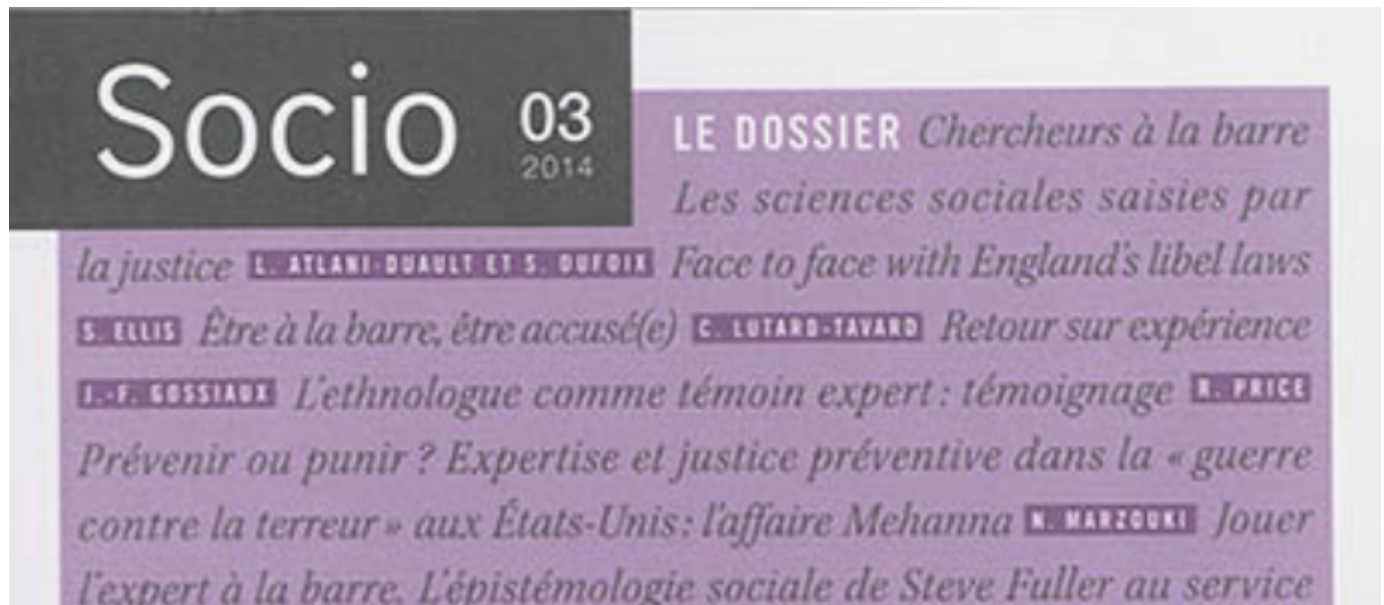 Socio 03
2014
LE DOSSIER Chercheurs à la barre
Les sciences sociales saisies par
la justice L. ATLANI-DUAULT ET S. DUFOIX Face to face with England's libel laws
S. ELLIS Être à la barre, être accusé(e) C. LUTARD-TAVARD Retour sur expérience
J.-F. GOSSIAUX L'ethnologue comme témoin expert : témoignage R. PRICE
Prévenir ou punir ? Expertise et justice préventive dans la « guerre
contre la terreur » aux États-Unis : l'affaire Mehanna N. MARZOUKI Jouer
l'expert à la barre. L'épistémologie sociale de Steve Fuller au service